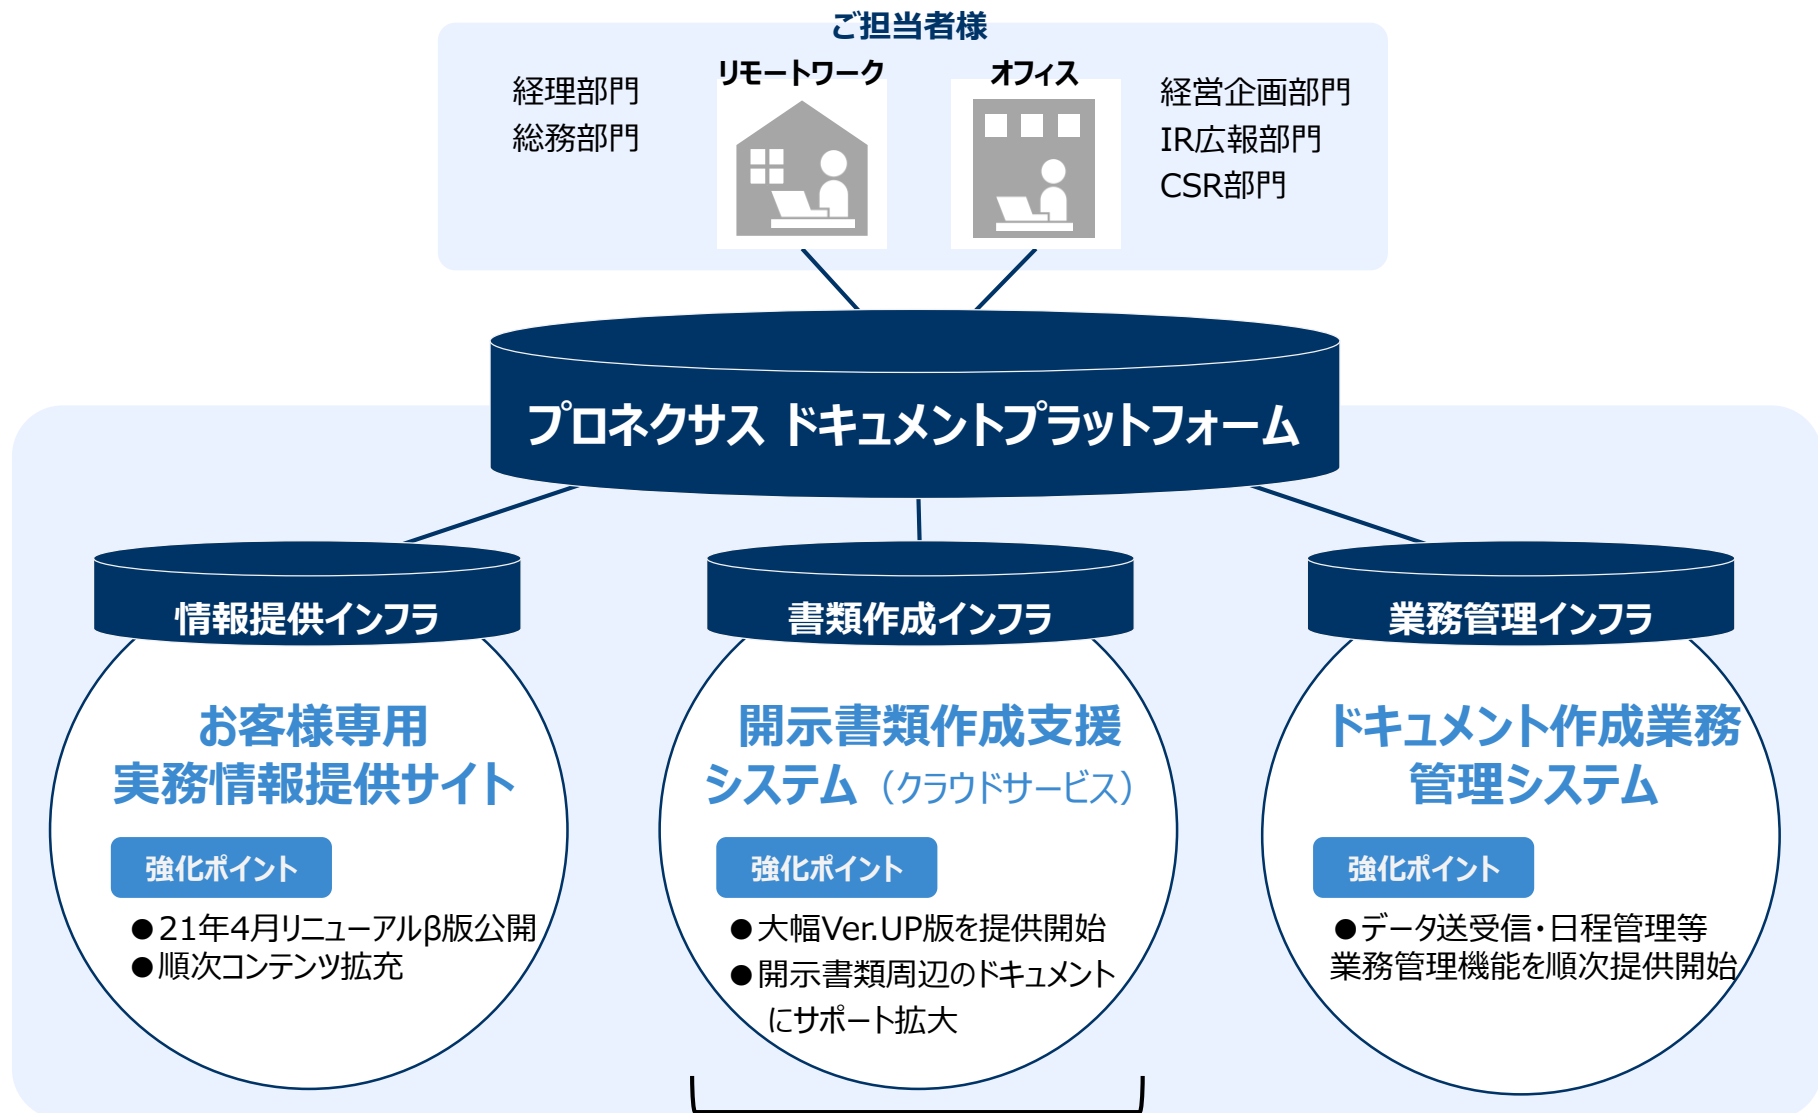 ご担当者様
経理部門
総務部門
リモートワーク
オフィス
経営企画部門
IR広報部門
CSR部門
プロネクサス ドキュメントプラットフォーム
情報提供インフラ
お客様専用
実務情報提供サイト
強化ポイント
●21年4月リニューアルβ版公開
●順次コンテンツ拡充
書類作成インフラ
開示書類作成支援
システム（クラウドサービス）
強化ポイント
●大幅Ver.UP版を提供開始
●開示書類周辺のドキュメント
にサポート拡大
業務管理インフラ
ドキュメント作成業務
管理システム
強化ポイント
●データ送受信・日程管理等
業務管理機能を順次提供開始